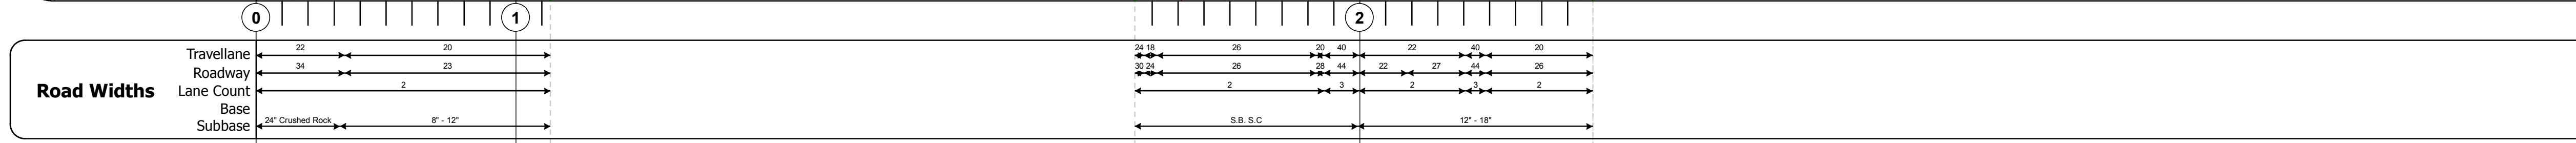 0 1 2
Road Widths
Travellane 22 20 24 18 26 20 40 22 40 20
Roadway 34 23 30 24 26 28 44 22 27 44 26
Lane Count 2 2 3 2 3 2
Base
Subbase 24" Crushed Rock 8" - 12" S.B. S.C 12" - 18"